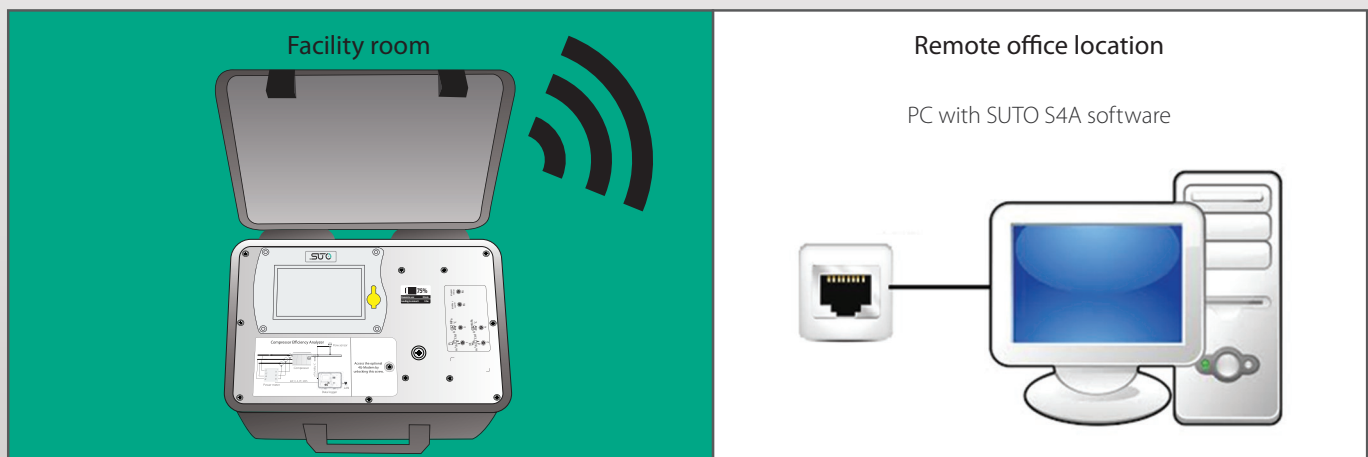 Facility room
SUTO
75%
Compressor Efficiency Analyzer
Access the optional
4G Modem by
unlocking this screw.
Remote office location
PC with SUTO S4A software